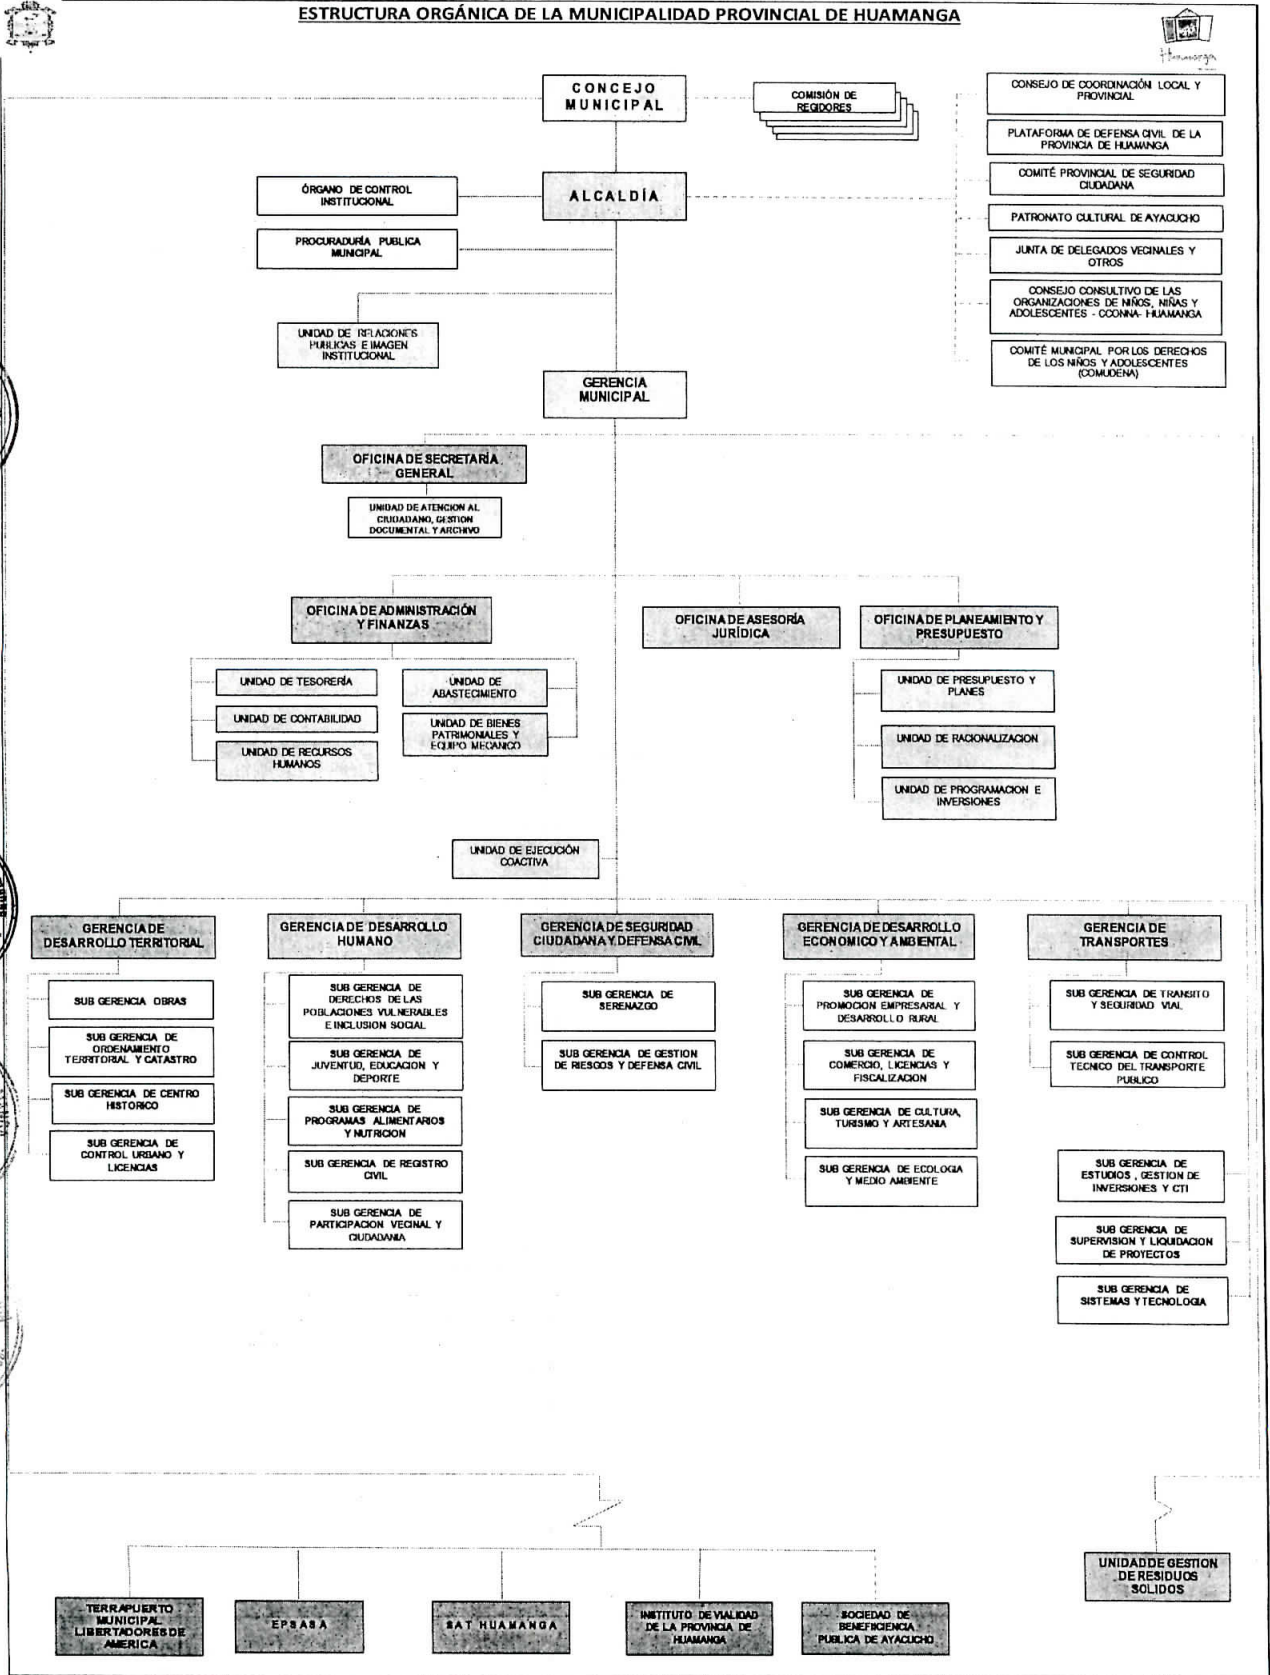 ESTRUCTURA ORGÁNICA DE LA MUNICIPALIDAD PROVINCIAL DE HUAMANGA
Huamanga
CONCEJO
MUNICIPAL
COMISIÓN DE
REGIDORES
CONSEJO DE COORDINACIÓN LOCAL Y
PROVINCIAL
PLATAFORMA DE DEFENSA CIVIL DE LA
PROVINCIA DE HUAMANGA
COMITÉ PROVINCIAL DE SEGURIDAD
CIUDADANA
PATRONATO CULTURAL DE AYACUCHO
JUNTA DE DELEGADOS VECINALES Y
OTROS
CONSEJO CONSULTIVO DE LAS
ORGANIZACIONES DE NIÑOS, NIÑAS Y
ADOLESCENTES - CCONNA- HUAMANGA
COMITÉ MUNICIPAL POR LOS DERECHOS
DE LOS NIÑOS Y ADOLESCENTES
(COMUDENA)
ÓRGANO DE CONTROL
INSTITUCIONAL
ALCALDÍA
PROCURADURÍA PUBLICA
MUNICIPAL
UNIDAD DE RELACIONES
PUBLICAS E IMAGEN
INSTITUCIONAL
GERENCIA
MUNICIPAL
OFICINA DE SECRETARÍA
GENERAL
UNIDAD DE ATENCION AL
CIUDADANO, GESTION
DOCUMENTAL Y ARCHIVO
OFICINA DE ADMINISTRACIÓN
Y FINANZAS
OFICINA DE ASESORÍA
JURÍDICA
OFICINA DE PLANEAMIENTO Y
PRESUPUESTO
UNIDAD DE TESORERÍA
UNIDAD DE
ABASTECIMIENTO
UNIDAD DE CONTABILIDAD
UNIDAD DE BIENES
PATRIMONIALES Y
EQUIPO MECANICO
UNIDAD DE RECURSOS
HUMANOS
UNIDAD DE PRESUPUESTO Y
PLANES
UNIDAD DE RACIONALIZACION
UNIDAD DE PROGRAMACION E
INVERSIONES
UNIDAD DE EJECUCIÓN
COACTIVA
GERENCIA DE
DESARROLLO TERRITORIAL
SUB GERENCIA OBRAS
SUB GERENCIA DE
ORDENAMIENTO
TERRITORIAL Y CATASTRO
SUB GERENCIA DE CENTRO
HISTORICO
SUB GERENCIA DE
CONTROL URBANO Y
LICENCIAS
GERENCIA DE DESARROLLO
HUMANO
SUB GERENCIA DE
DERECHOS DE LAS
POBLACIONES VULNERABLES
E INCLUSION SOCIAL
SUB GERENCIA DE
JUVENTUD, EDUCACION Y
DEPORTE
SUB GERENCIA DE
PROGRAMAS ALIMENTARIOS
Y NUTRICION
SUB GERENCIA DE REGISTRO
CIVIL
SUB GERENCIA DE
PARTICIPACION VECINAL Y
CIUDADANIA
GERENCIA DE SEGURIDAD
CIUDADANA Y DEFENSA CIVIL
SUB GERENCIA DE
SERENAZGO
SUB GERENCIA DE GESTION
DE RIESGOS Y DEFENSA CIVIL
GERENCIA DE DESARROLLO
ECONOMICO Y AMBIENTAL
SUB GERENCIA DE
PROMOCION EMPRESARIAL Y
DESARROLLO RURAL
SUB GERENCIA DE
COMERCIO, LICENCIAS Y
FISCALIZACION
SUB GERENCIA DE CULTURA,
TURISMO Y ARTESANIA
SUB GERENCIA DE ECOLOGIA
Y MEDIO AMBIENTE
GERENCIA DE
TRANSPORTES
SUB GERENCIA DE TRANSITO
Y SEGURIDAD VIAL
SUB GERENCIA DE CONTROL
TECNICO DEL TRANSPORTE
PUBLICO
SUB GERENCIA DE
ESTUDIOS , GESTION DE
INVERSIONES Y CTI
SUB GERENCIA DE
SUPERVISION Y LIQUIDACION
DE PROYECTOS
SUB GERENCIA DE
SISTEMAS Y TECNOLOGIA
UNIDAD DE GESTION
DE RESIDUOS
SOLIDOS
TERRAPUERTO
MUNICIPAL
LIBERTADORES DE
AMERICA
EPSASA
SAT HUAMANGA
INSTITUTO DE VIALIDAD
DE LA PROVINCIA DE
HUAMANGA
SOCIEDAD DE
BENEFICIENCIA
PUBLICA DE AYACUCHO